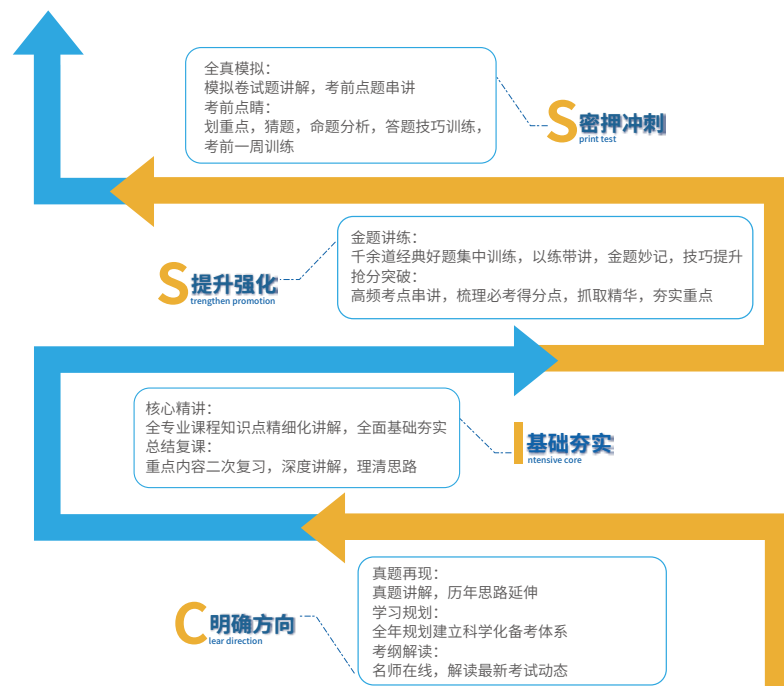 全真模拟：
模拟卷试题讲解，考前点题串讲
考前点睛：
划重点，猜题，命题分析，答题技巧训练，
考前一周训练
S 密押冲刺
print test
金题讲练：
千余道经典好题集中训练，以练带讲，金题妙记，技巧提升
抢分突破：
高频考点串讲，梳理必考得分点，抓取精华，夯实重点
S 提升强化
trengthen promotion
核心精讲：
全专业课程知识点精细化讲解，全面基础夯实
总结复课：
重点内容二次复习，深度讲解，理清思路
I 基础夯实
ntensive core
真题再现：
真题讲解，历年思路延伸
学习规划：
全年规划建立科学化备考体系
考纲解读：
名师在线，解读最新考试动态
C 明确方向
lear direction